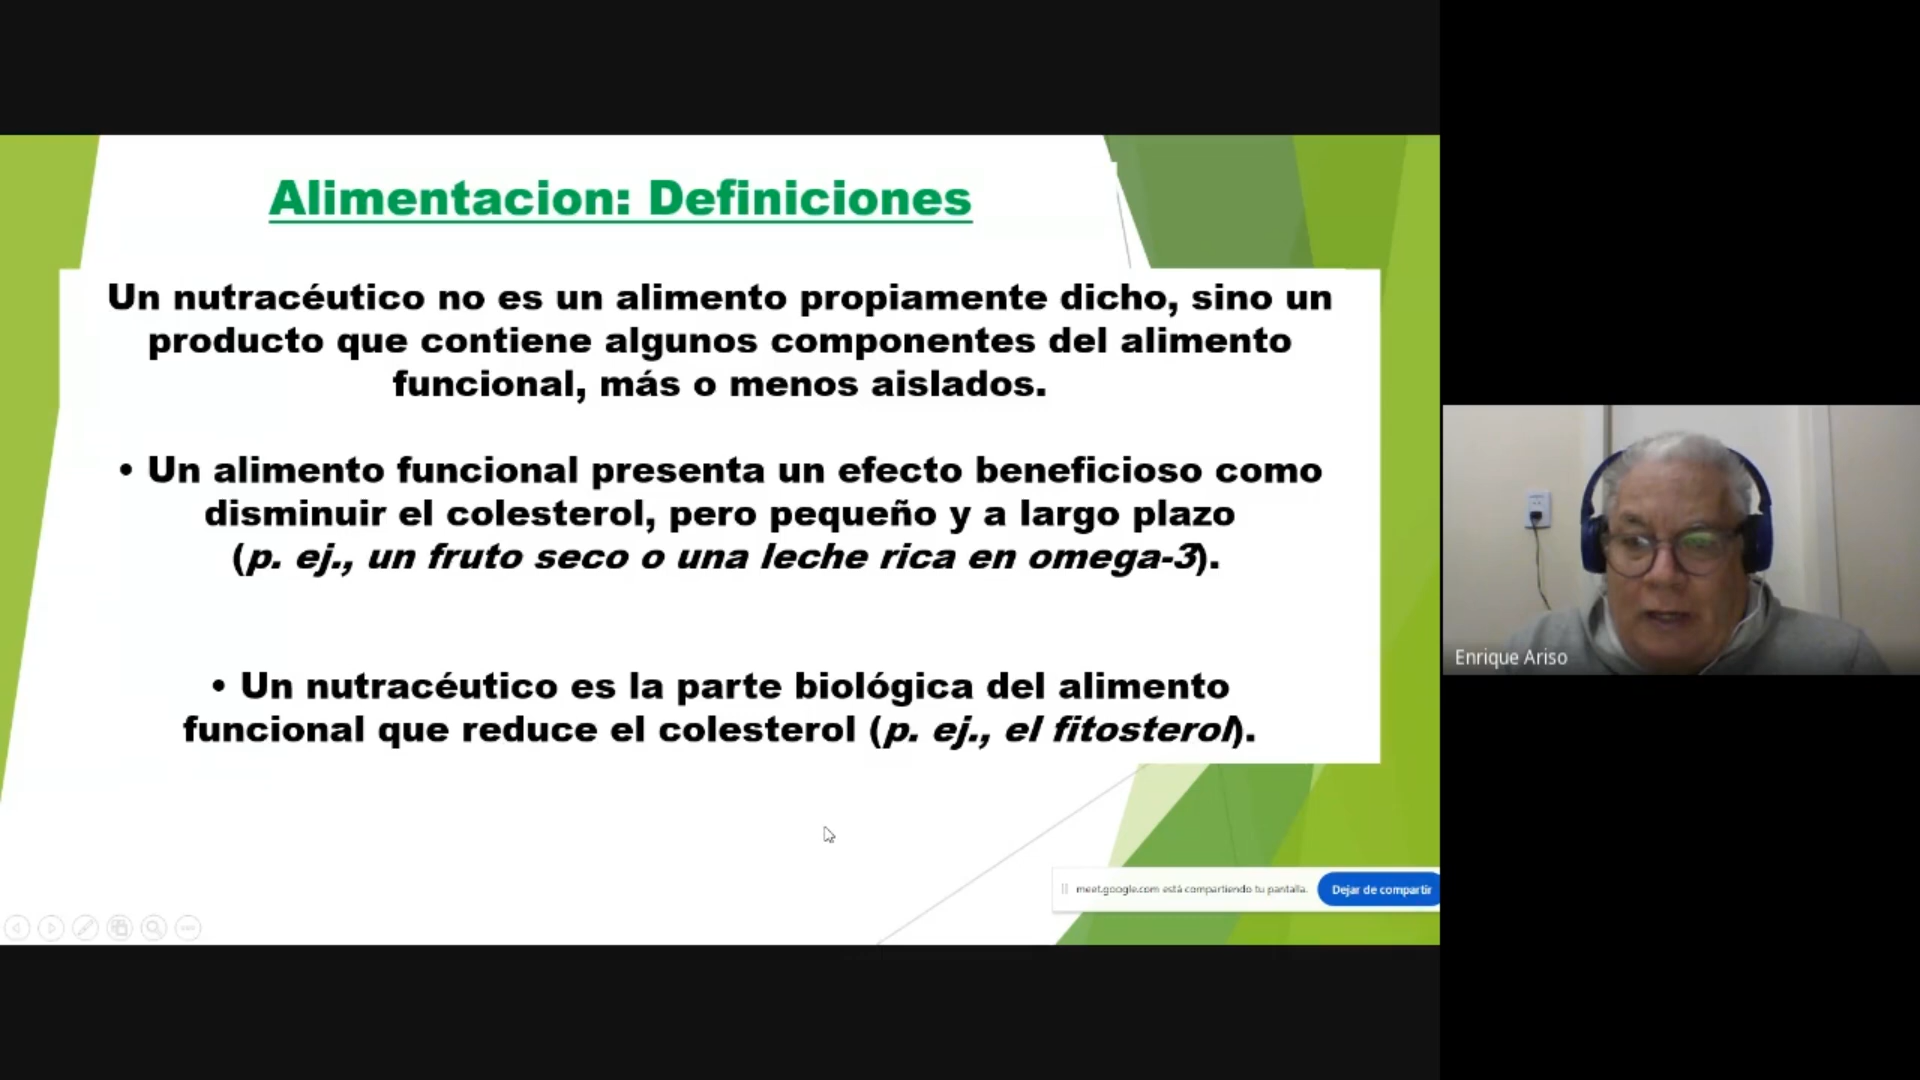 Alimentacion: Definiciones
Un nutracéutico no es un alimento propiamente dicho, sino un
producto que contiene algunos componentes del alimento
funcional, más o menos aislados.
• Un alimento funcional presenta un efecto beneficioso como
disminuir el colesterol, pero pequeño y a largo plazo
(p. ej., un fruto seco o una leche rica en omega-3).
• Un nutracéutico es la parte biológica del alimento
funcional que reduce el colesterol (p. ej., el fitosterol).
meet.google.com está compartiendo tu pantalla.
Dejar de compartir
Enrique Ariso